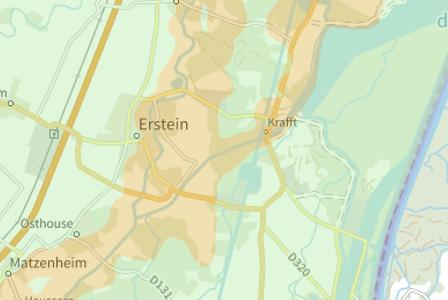 d
m
Krafft
Erstein
Osthouse
Matzenheim
D320
D131